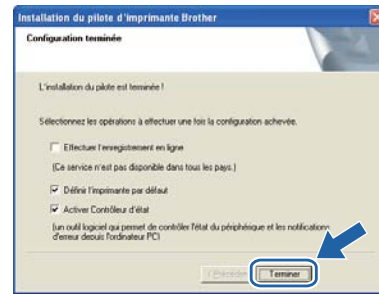 Installation du pilote d'imprimante Brother
Configuration terminée
L'installation du pilote est terminée !
Sélectionnez les opérations à effectuer une fois la configuration achevée.
Effectuer l'enregistrement en ligne
(Ce service n'est pas disponible dans tous les pays.)
Définir l'imprimante par défaut
Activer Contrôleur d'état
(un outil logiciel qui permet de contrôler l'état du périphérique et les notifications
d'erreur depuis l'ordinateur PC)
< Précédent
Terminer